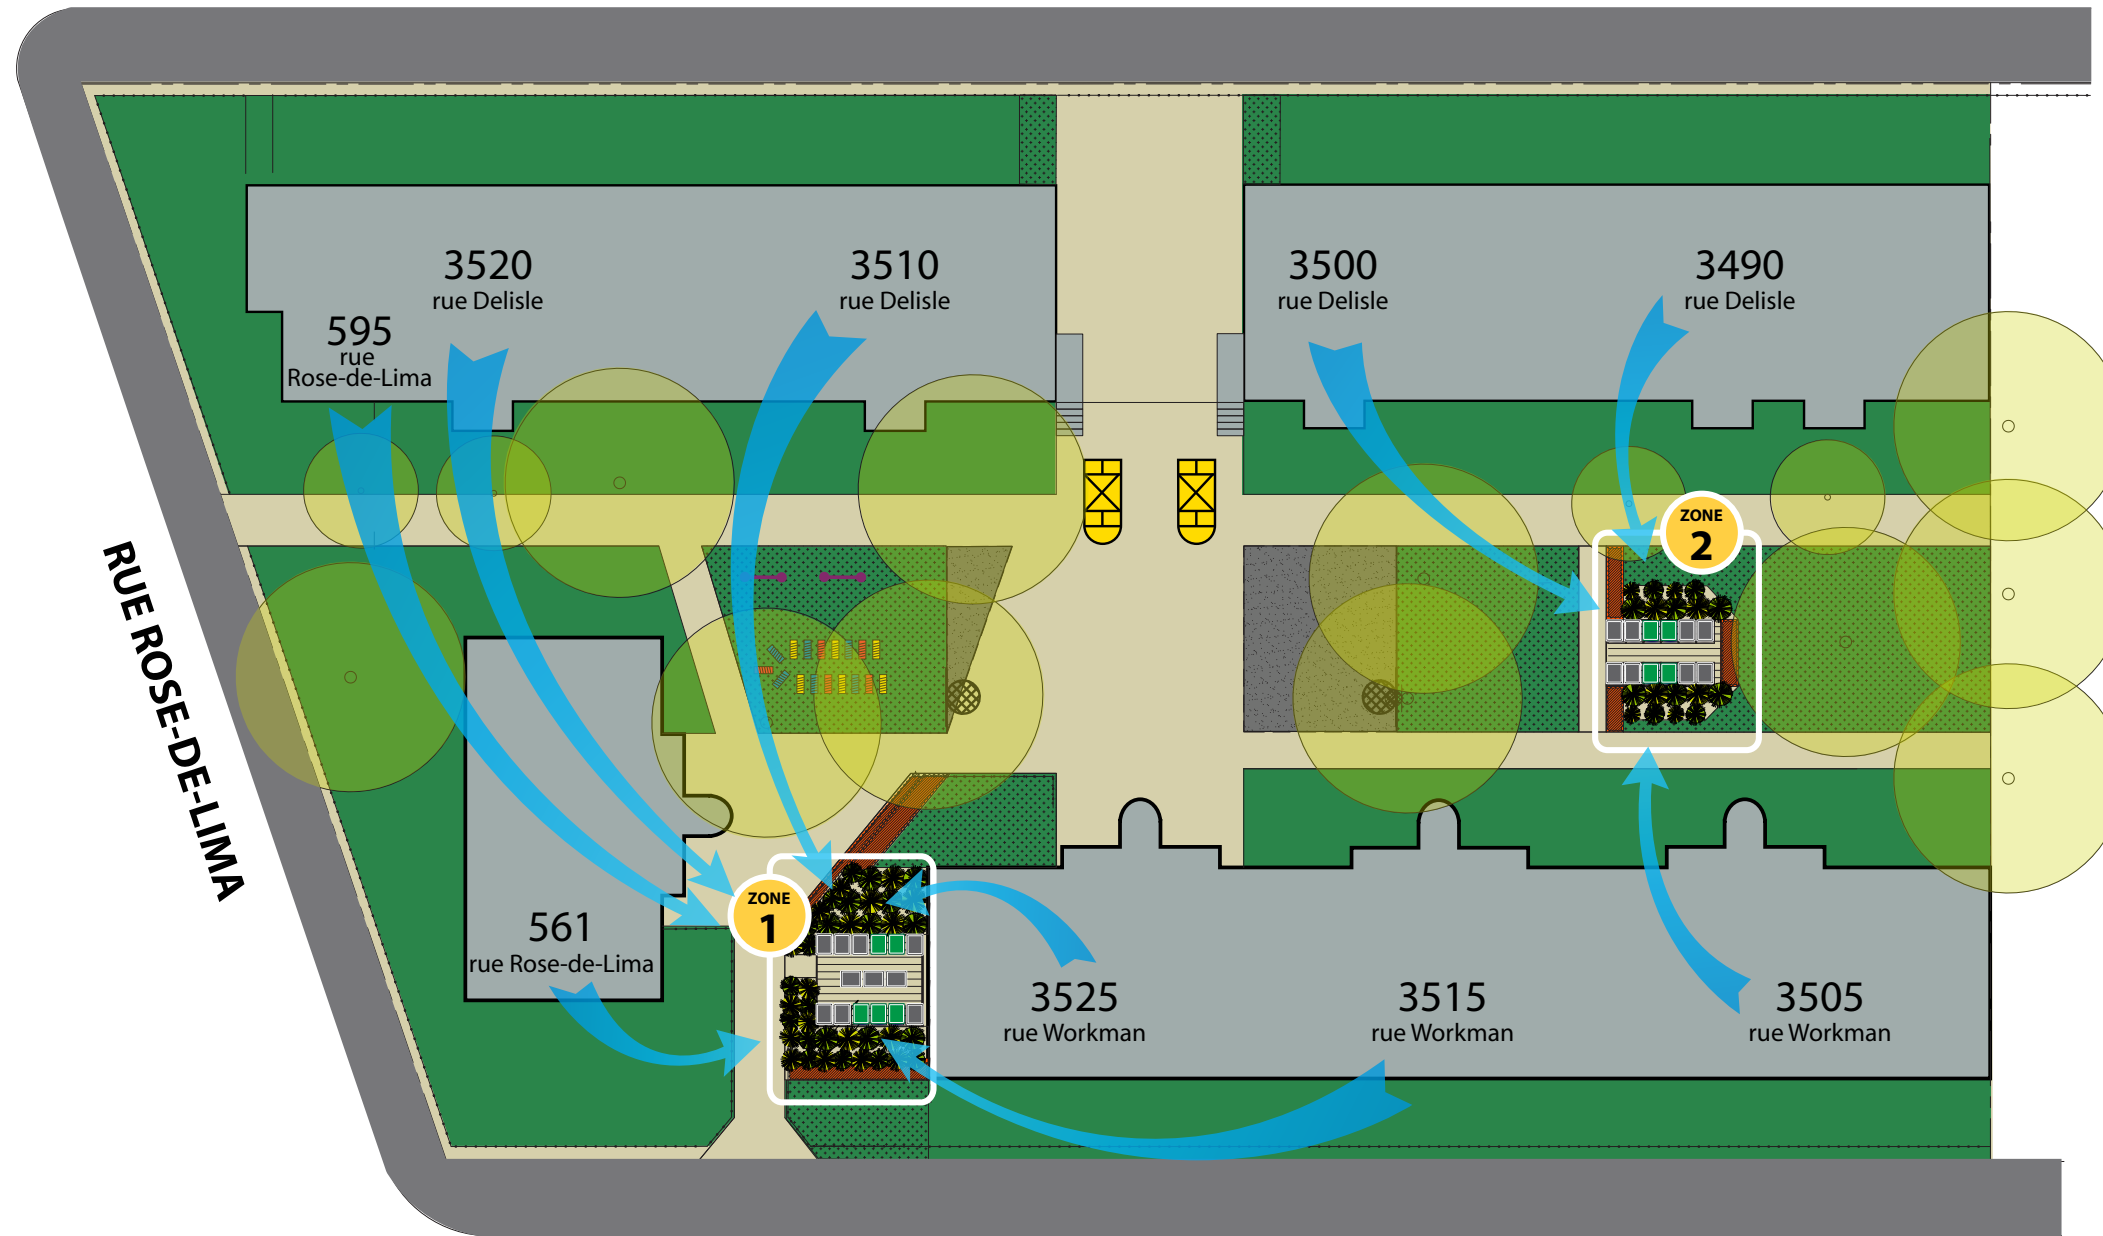 3520
rue Delisle
3510
rue Delisle
3500
rue Delisle
3490
rue Delisle
595
rue
Rose-de-Lima
RUE ROSE-DE-LIMA
ZONE
2
ZONE
1
561
rue Rose-de-Lima
3525
rue Workman
3515
rue Workman
3505
rue Workman